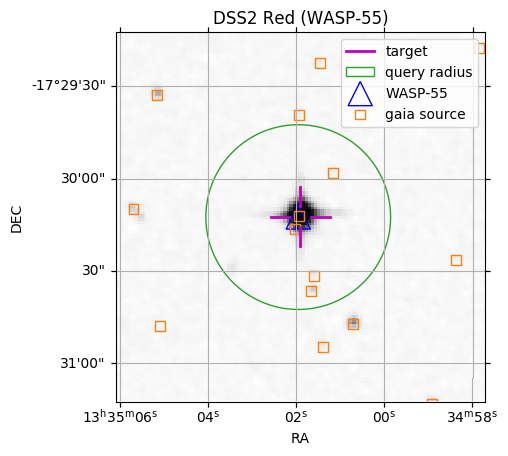 DSS2 Red (WASP-55)
target
query radius
WASP-55
gaia source
-17°29'30"
30'00"
30"
31'00"
DEC
13ʰ35ᵐ06ˢ 04ˢ 02ˢ 00ˢ 34ᵐ58ˢ
RA